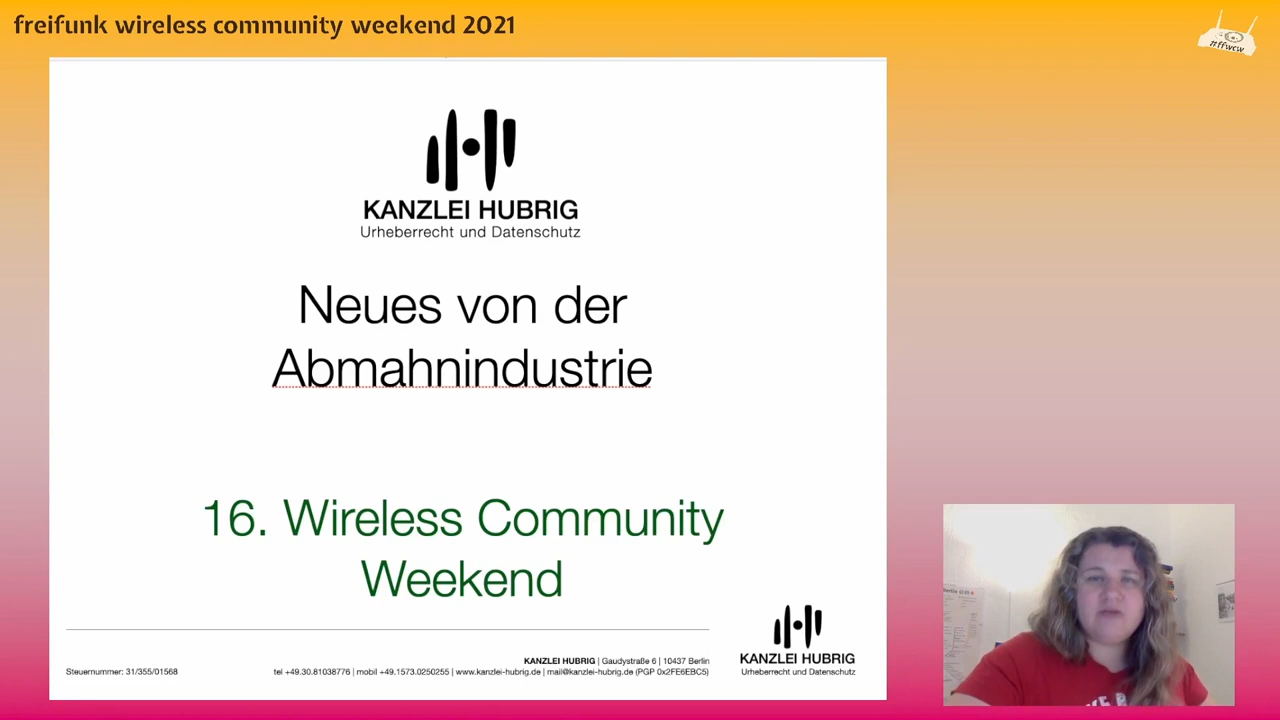 freifunk wireless community weekend 2021
#ffwcw
KANZLEI HUBRIG
Urheberrecht und Datenschutz
Neues von der
Abmahnindustrie
16. Wireless Community
Weekend
KANZLEI HUBRIG | Gaudystraße 6 | 10437 Berlin
Steuernummer: 31/355/01568
tel +49.30.81038776 | mobil +49.1573.0250255 | www.kanzlei-hubrig.de | mail@kanzlei-hubrig.de (PGP 0x2FE6EBC5)
KANZLEI HUBRIG
Urheberrecht und Datenschutz